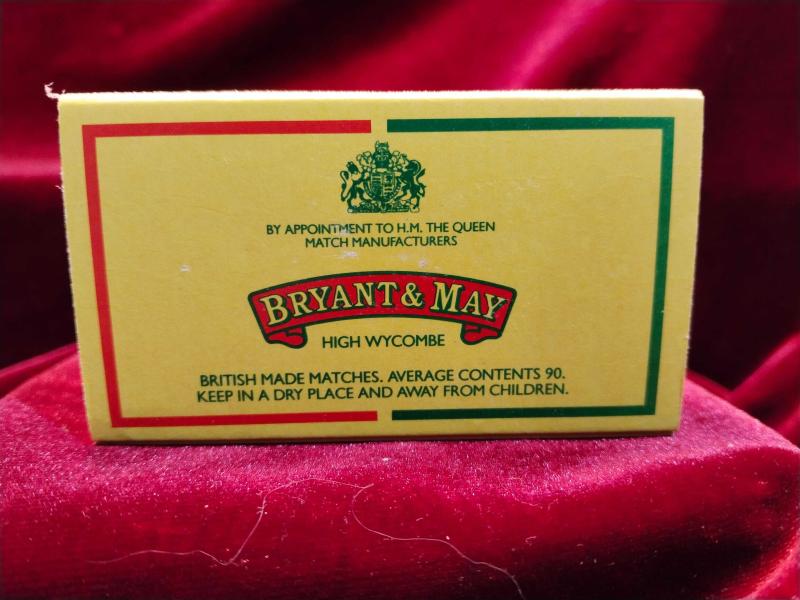 BY APPOINTMENT TO H.M. THE QUEEN
MATCH MANUFACTURERS
BRYANT & MAY
HIGH WYCOMBE
BRITISH MADE MATCHES. AVERAGE CONTENTS 90.
KEEP IN A DRY PLACE AND AWAY FROM CHILDREN.